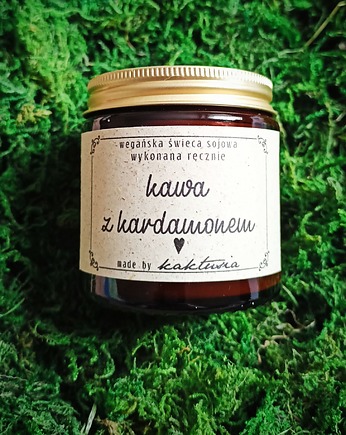 wegańska świeca sojowa
wykonana ręcznie
kawa
z kardamonem
made by kaktusia